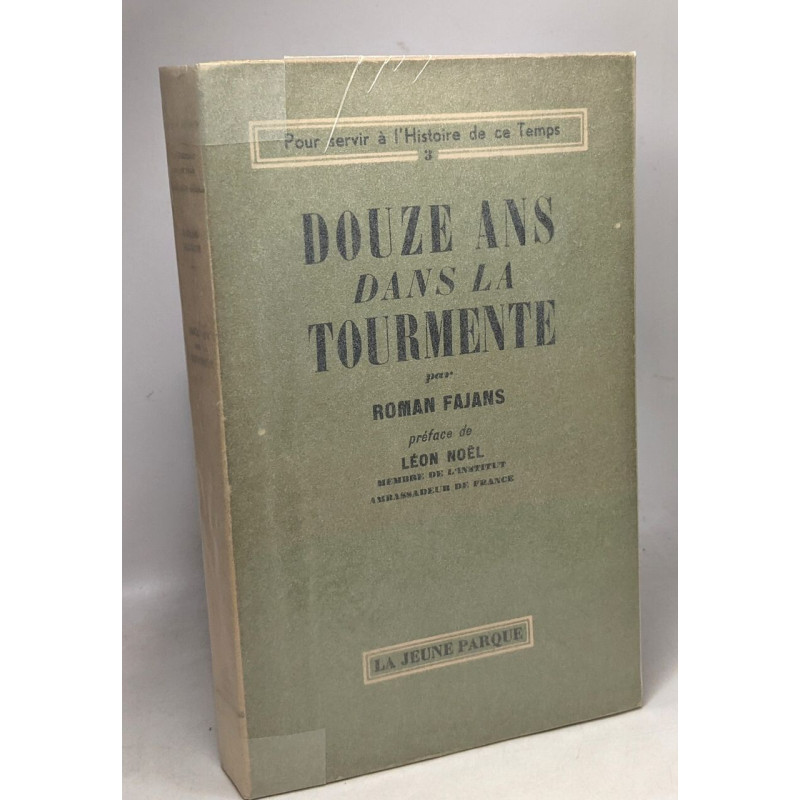 Pour servir à l'Histoire de ce Temps
3
DOUZE ANS
DANS LA
TOURMENTE
par
ROMAN FAJANS
préface de
LÉON NOËL
MEMBRE DE L'INSTITUT
AMBASSADEUR DE FRANCE
LA JEUNE PARQUE